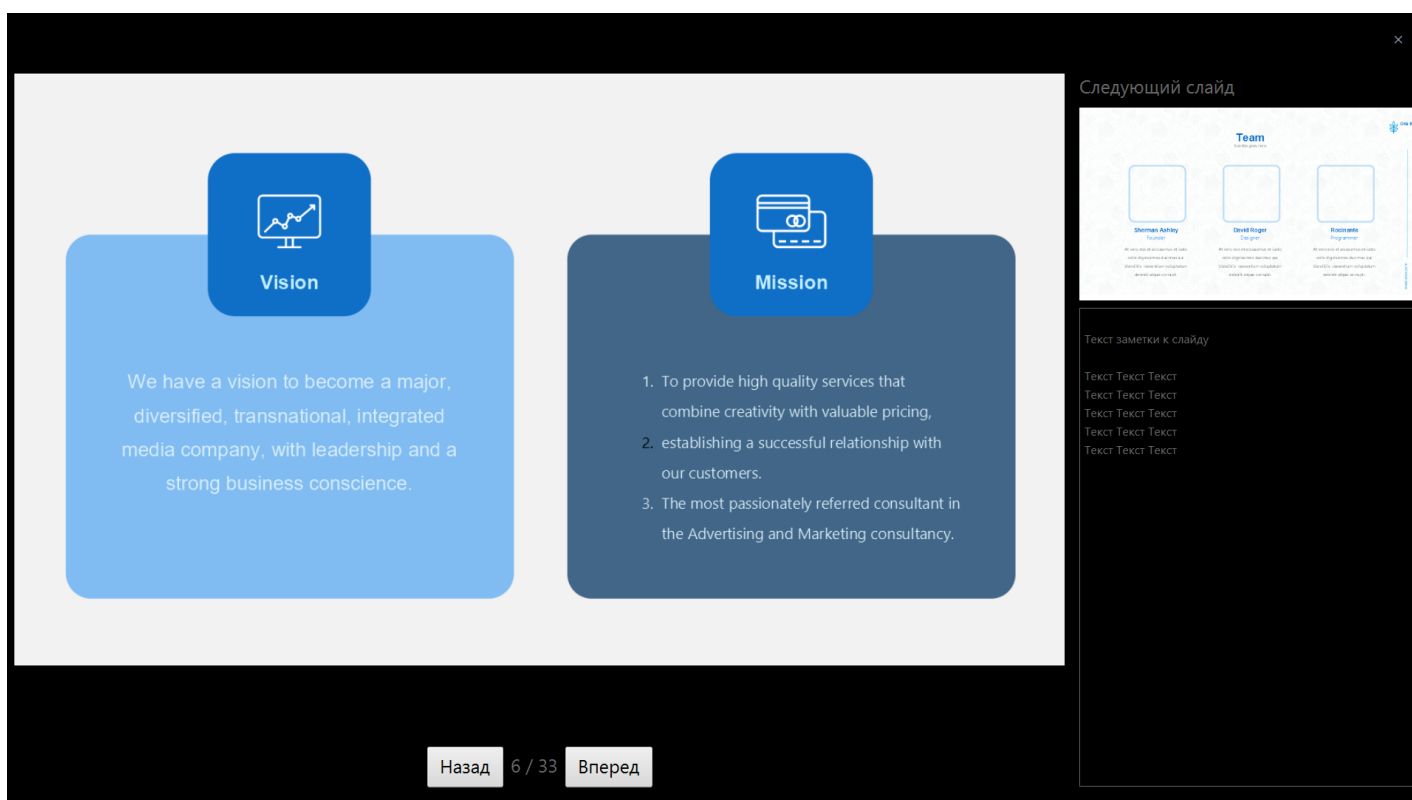 ×
Vision
We have a vision to become a major,
diversified, transnational, integrated
media company, with leadership and a
strong business conscience.
Mission
1. To provide high quality services that
combine creativity with valuable pricing,
2. establishing a successful relationship with
our customers.
3. The most passionately referred consultant in
the Advertising and Marketing consultancy.
Следующий слайд
Team
Sherman Ashley
Founder
David Roger
Designer
Rocinante
Programmer
Текст заметки к слайду
Текст Текст Текст
Текст Текст Текст
Текст Текст Текст
Текст Текст Текст
Текст Текст Текст
Назад 6 / 33 Вперед